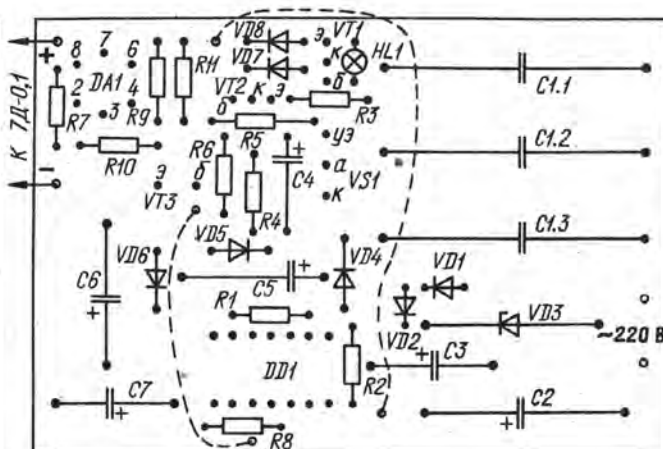 К 7Д-0,1
+
8 7 6
DA1
2 3 4
R7
R9
R11
VD8
VD7
э VT1
к
HL1
б
VT2 к э
б
R3
C1.1
R10
R6
R5
+
C4
уэ
а
VS1
к
C1.2
−
э б
VT3
R4
C1.3
VD5
VD6
C6
+
C5 +
VD4
VD1
VD2
VD3
~220 В
R1
DD1
R2
+ C3
C7
+
R8
C2
+